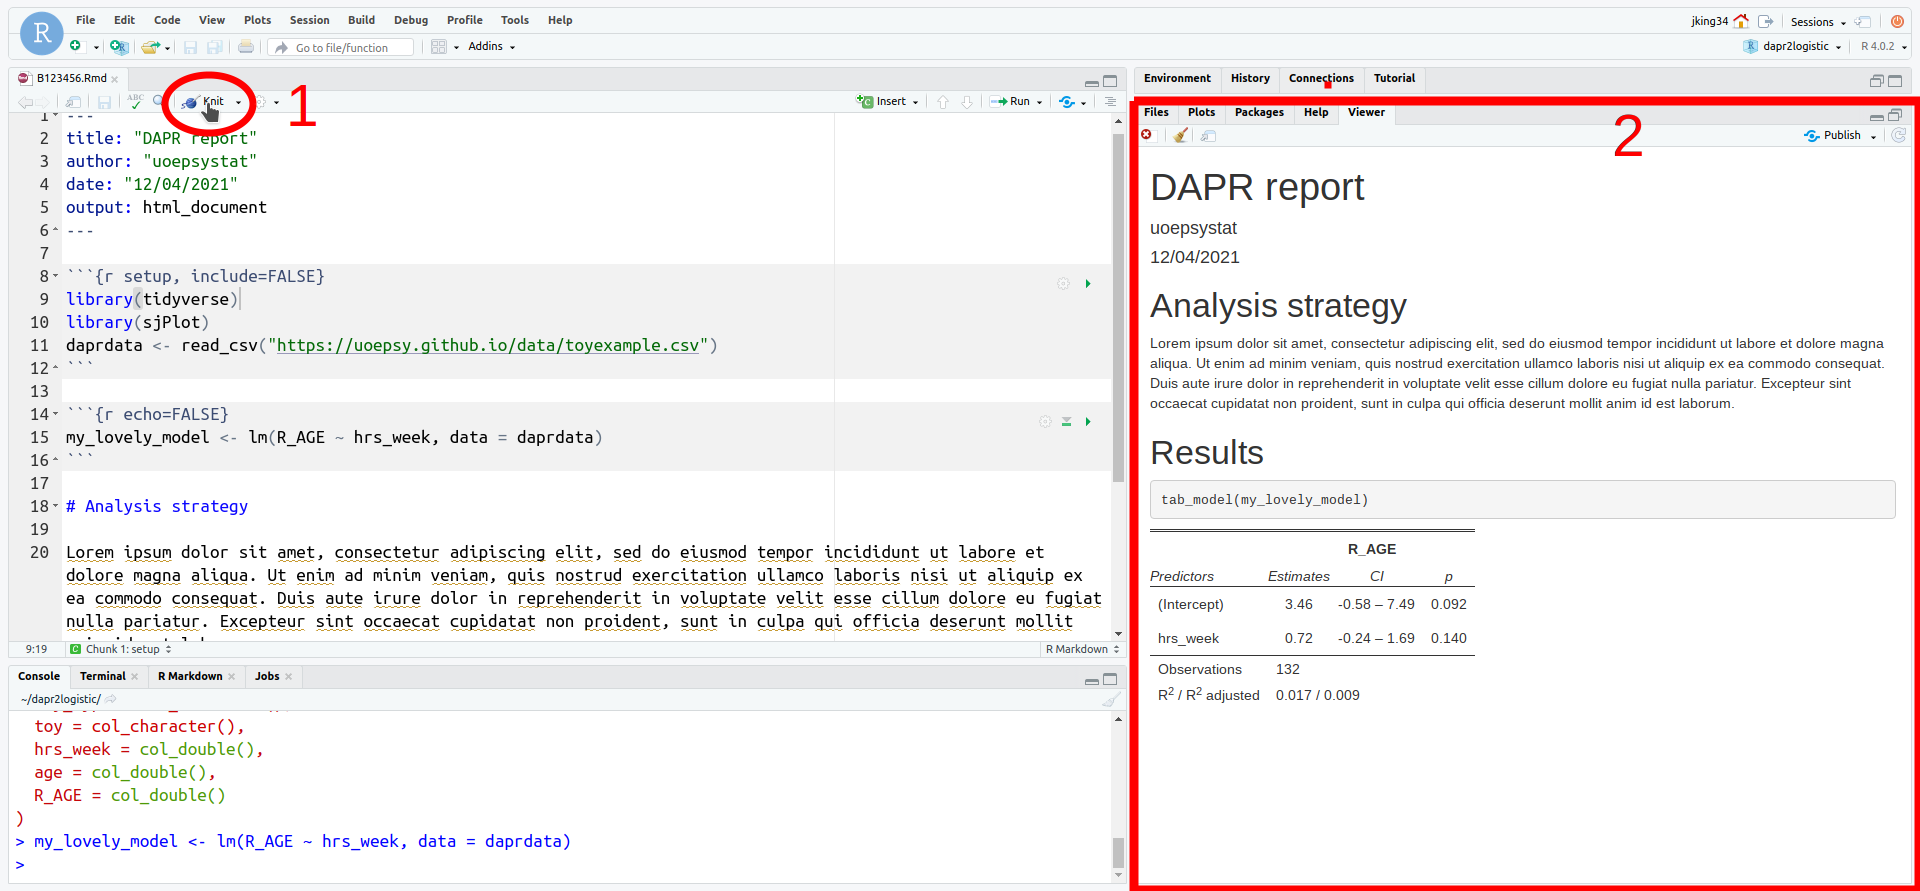 File Edit Code View Plots Session Build Debug Profile Tools Help
jking34 Sessions
R
Go to file/function Addins
dapr2logistic R 4.0.2
B123456.Rmd
ABC Knit Insert Run
1
1 ---
2 title: "DAPR report"
3 author: "uoepsystat"
4 date: "12/04/2021"
5 output: html_document
6 ---
7
8 ```{r setup, include=FALSE}
9 library(tidyverse)
10 library(sjPlot)
11 daprdata <- read_csv("https://uoepsy.github.io/data/toyexample.csv")
12 ```
13
14 ```{r echo=FALSE}
15 my_lovely_model <- lm(R_AGE ~ hrs_week, data = daprdata)
16 ```
17
18 # Analysis strategy
19
20 Lorem ipsum dolor sit amet, consectetur adipiscing elit, sed do eiusmod tempor incididunt ut labore et
dolore magna aliqua. Ut enim ad minim veniam, quis nostrud exercitation ullamco laboris nisi ut aliquip ex
ea commodo consequat. Duis aute irure dolor in reprehenderit in voluptate velit esse cillum dolore eu fugiat
nulla pariatur. Excepteur sint occaecat cupidatat non proident, sunt in culpa qui officia deserunt mollit
9:19 Chunk 1: setup R Markdown
Console Terminal R Markdown Jobs
~/dapr2logistic/
toy = col_character(),
hrs_week = col_double(),
age = col_double(),
R_AGE = col_double()
)
> my_lovely_model <- lm(R_AGE ~ hrs_week, data = daprdata)
>
Environment History Connections Tutorial
Files Plots Packages Help Viewer
2
Publish
DAPR report
uoepsystat
12/04/2021
Analysis strategy
Lorem ipsum dolor sit amet, consectetur adipiscing elit, sed do eiusmod tempor incididunt ut labore et dolore magna
aliqua. Ut enim ad minim veniam, quis nostrud exercitation ullamco laboris nisi ut aliquip ex ea commodo consequat.
Duis aute irure dolor in reprehenderit in voluptate velit esse cillum dolore eu fugiat nulla pariatur. Excepteur sint
occaecat cupidatat non proident, sunt in culpa qui officia deserunt mollit anim id est laborum.
Results
tab_model(my_lovely_model)
R_AGE
Predictors Estimates CI p
(Intercept) 3.46 -0.58 – 7.49 0.092
hrs_week 0.72 -0.24 – 1.69 0.140
Observations 132
R2 / R2 adjusted 0.017 / 0.009